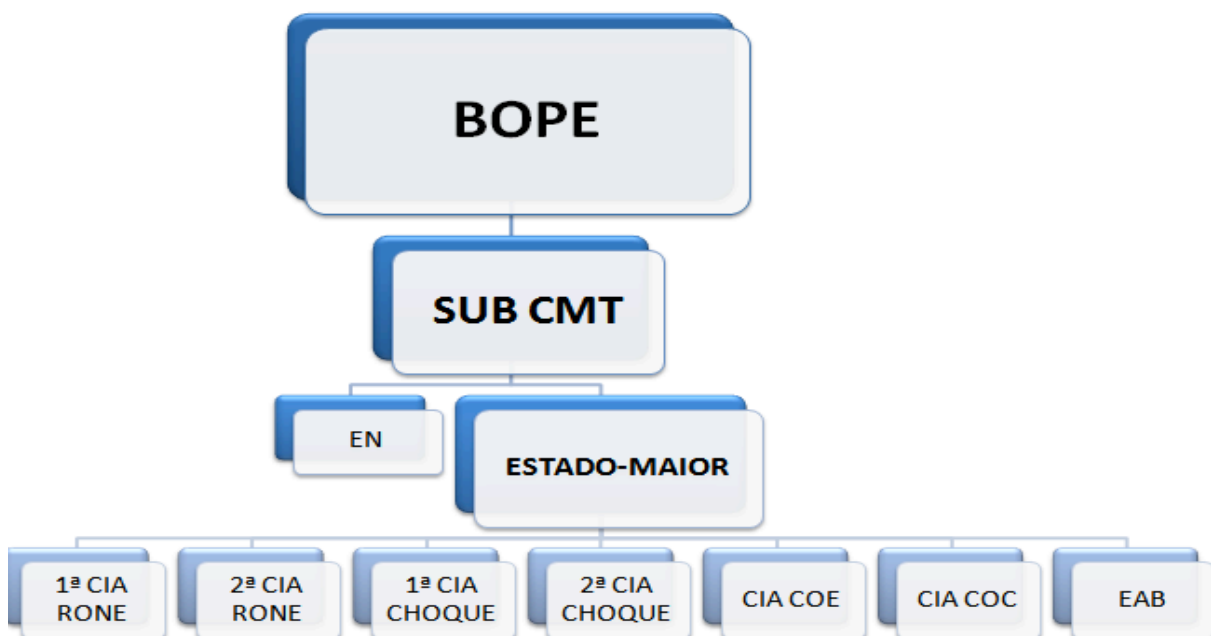 BOPE
SUB CMT
EN
ESTADO-MAIOR
1ª CIA
RONE
2ª CIA
RONE
1ª CIA
CHOQUE
2ª CIA
CHOQUE
CIA COE
CIA COC
EAB